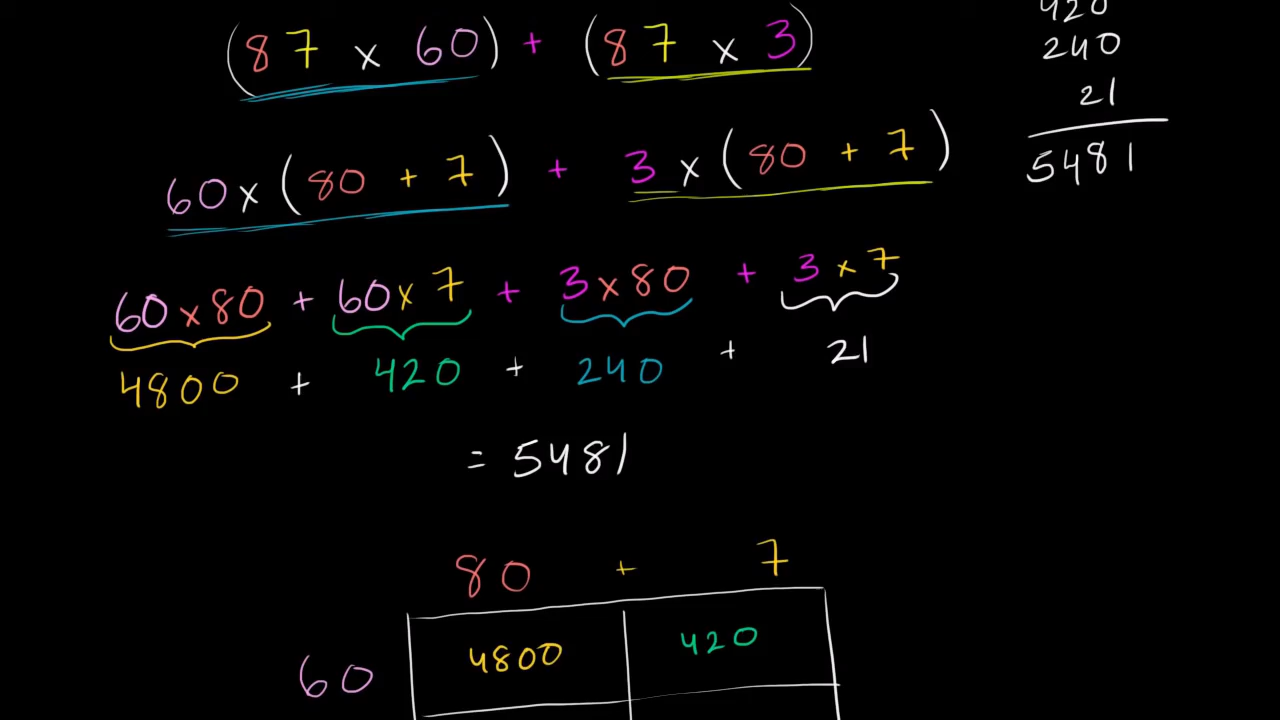 (87 x 60) + (87 x 3)
60 x (80 + 7) + 3 x (80 + 7)
60 x 80 + 60 x 7 + 3 x 80 + 3 x 7
4800 + 420 + 240 + 21
= 5481
420
240
21
5481
80 + 7
60 4800 420